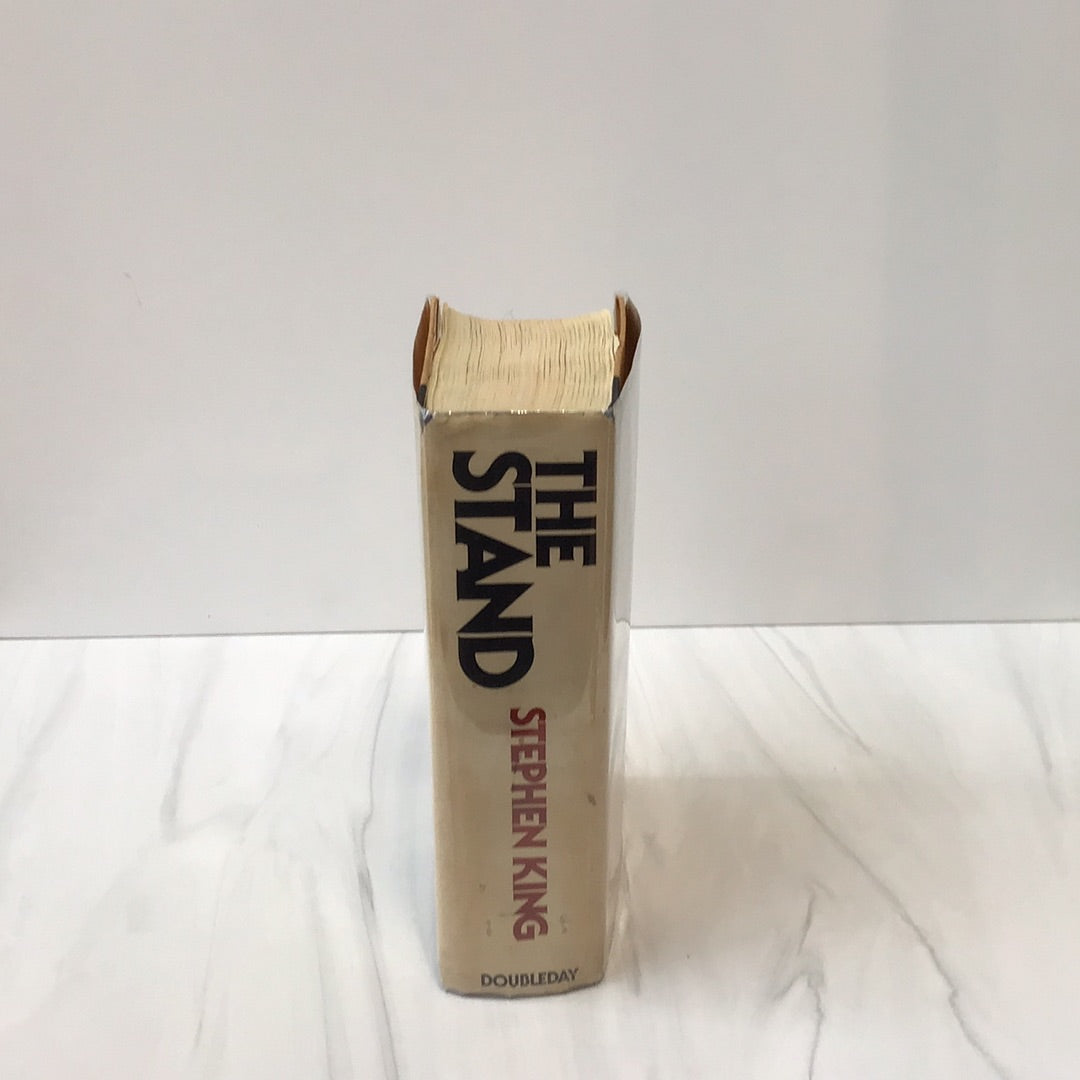 THE
STAND
STEPHEN KING
DOUBLEDAY